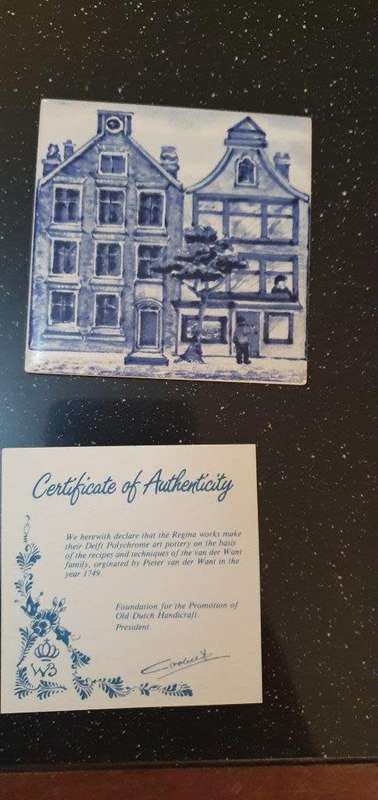 Certificate of Authenticity
We herewith declare that the Regina works make
their Delft Polychrome art pottery on the basis
of the recipes and techniques of the van der Want
family, orginated by Pieter van der Want in the
year 1749.
Foundation for the Promotion of
Old-Dutch Handicraft.
President.
WB